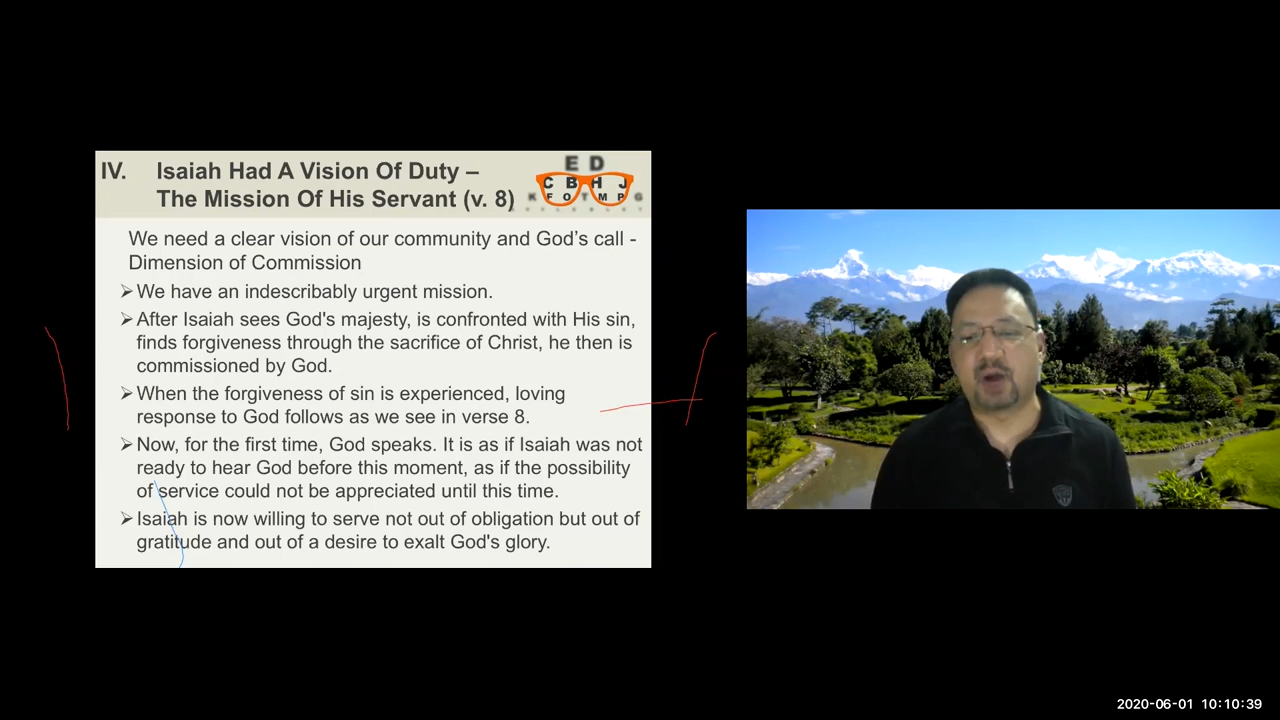 IV. Isaiah Had A Vision Of Duty –
The Mission Of His Servant (v. 8)
E D
C B H J
K F O T M P G
We need a clear vision of our community and God’s call -
Dimension of Commission
➢We have an indescribably urgent mission.
➢After Isaiah sees God's majesty, is confronted with His sin,
finds forgiveness through the sacrifice of Christ, he then is
commissioned by God.
➢When the forgiveness of sin is experienced, loving
response to God follows as we see in verse 8.
➢Now, for the first time, God speaks. It is as if Isaiah was not
ready to hear God before this moment, as if the possibility
of service could not be appreciated until this time.
➢Isaiah is now willing to serve not out of obligation but out of
gratitude and out of a desire to exalt God's glory.
2020-06-01 10:10:39